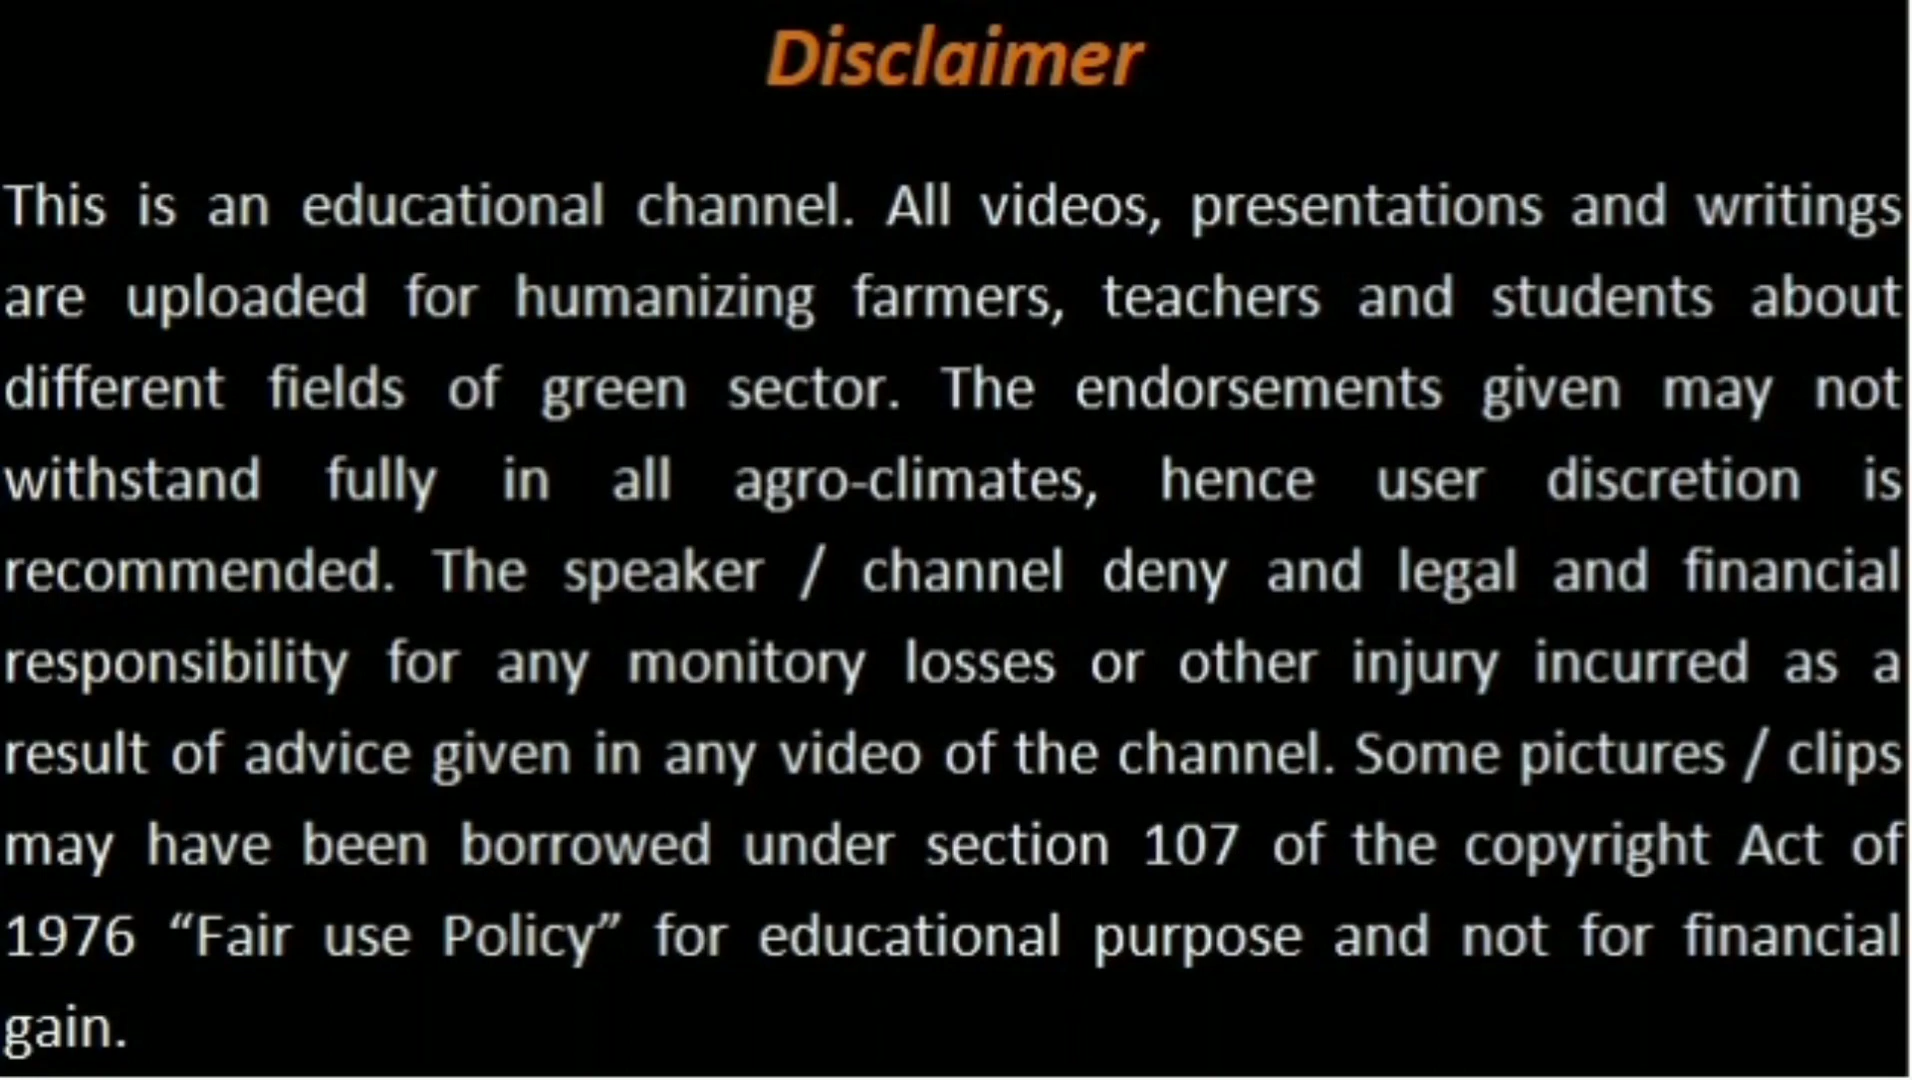 Disclaimer
This is an educational channel. All videos, presentations and writings
are uploaded for humanizing farmers, teachers and students about
different fields of green sector. The endorsements given may not
withstand fully in all agro-climates, hence user discretion is
recommended. The speaker / channel deny and legal and financial
responsibility for any monitory losses or other injury incurred as a
result of advice given in any video of the channel. Some pictures / clips
may have been borrowed under section 107 of the copyright Act of
1976 “Fair use Policy” for educational purpose and not for financial
gain.